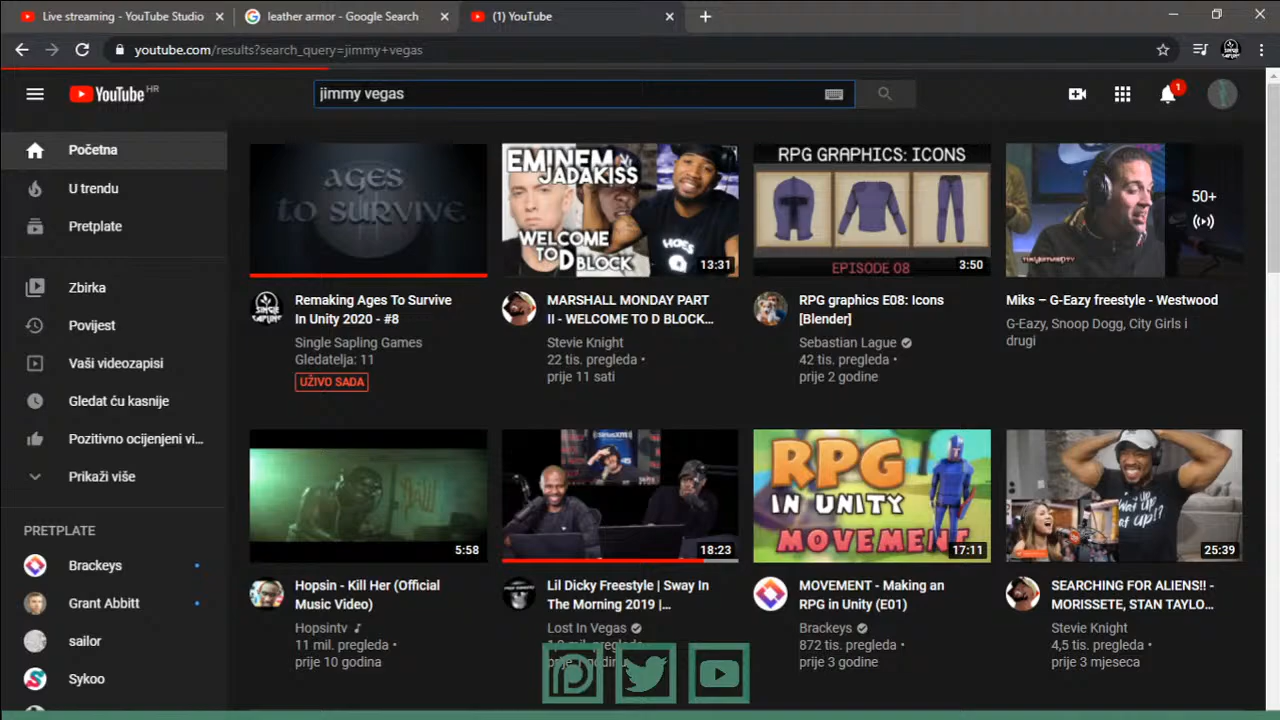 Live streaming - YouTube Studio
leather armor - Google Search
(1) YouTube
youtube.com/results?search_query=jimmy+vegas
YouTube HR
jimmy vegas
1
Početna
U trendu
Pretplate
Zbirka
Povijest
Vaši videozapisi
Gledat ću kasnije
Pozitivno ocijenjeni vi...
Prikaži više
PRETPLATE
Brackeys
Grant Abbitt
sailor
Sykoo
AGES
TO SURVIVE
Remaking Ages To Survive
In Unity 2020 - #8
Single Sapling Games
Gledatelja: 11
UŽIVO SADA
EMINEM
JADAKISS
WELCOME
TO D BLOCK
13:31
MARSHALL MONDAY PART
II - WELCOME TO D BLOCK...
Stevie Knight
22 tis. pregleda •
prije 11 sati
RPG GRAPHICS: ICONS
EPISODE 08
3:50
RPG graphics E08: Icons
[Blender]
Sebastian Lague
42 tis. pregleda •
prije 2 godine
50+
Miks – G-Eazy freestyle - Westwood
G-Eazy, Snoop Dogg, City Girls i
drugi
5:58
Hopsin - Kill Her (Official
Music Video)
Hopsintv
11 mil. pregleda •
prije 10 godina
18:23
Lil Dicky Freestyle | Sway In
The Morning 2019 |...
Lost In Vegas
RPG
IN UNITY
MOVEMENT
17:11
MOVEMENT - Making an
RPG in Unity (E01)
Brackeys
872 tis. pregleda •
prije 3 godine
25:39
SEARCHING FOR ALIENS!! -
MORISSETE, STAN TAYLO...
Stevie Knight
4,5 tis. pregleda •
prije 3 mjeseca